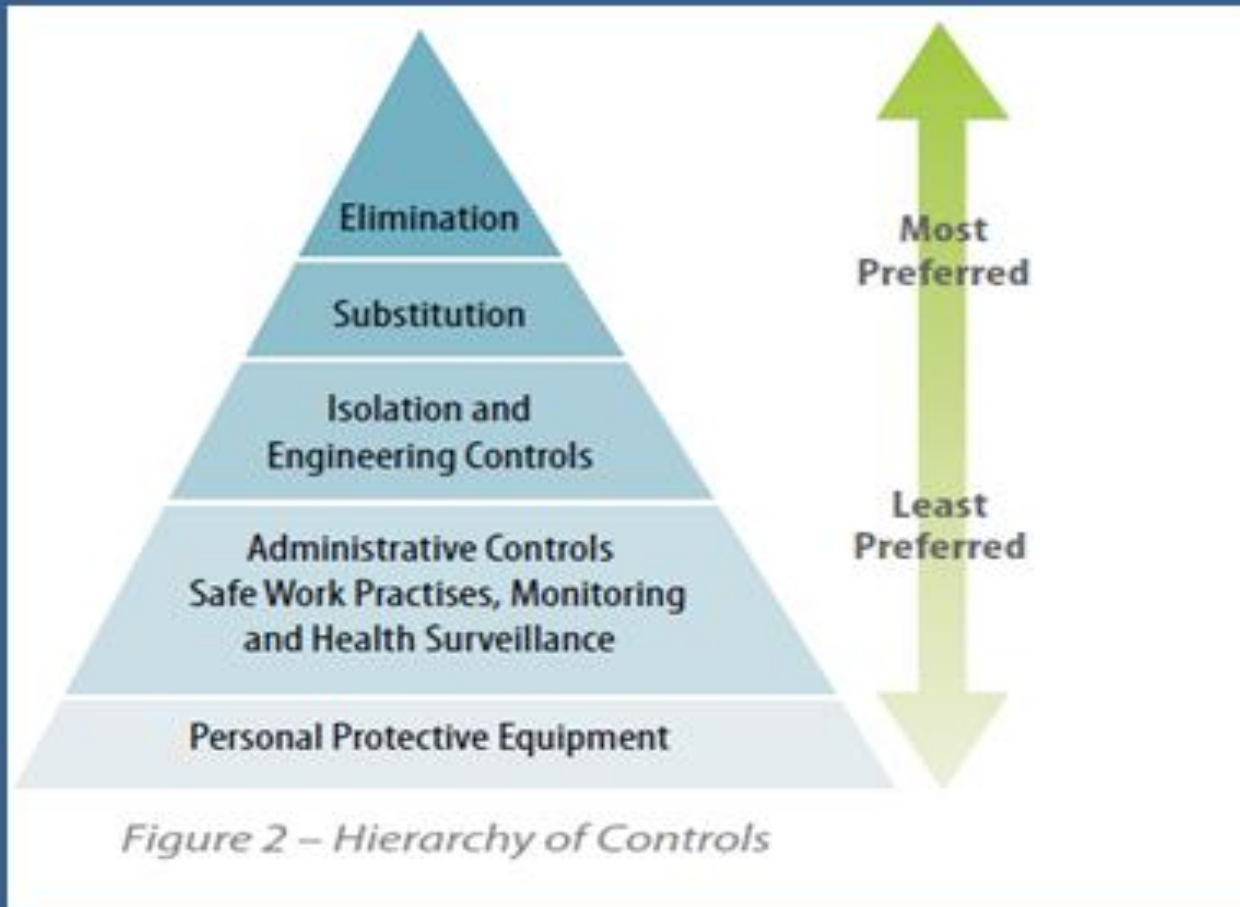 Elimination
Substitution
Isolation and
Engineering Controls
Administrative Controls
Safe Work Practises, Monitoring
and Health Surveillance
Personal Protective Equipment
Most
Preferred
Least
Preferred
Figure 2 – Hierarchy of Controls